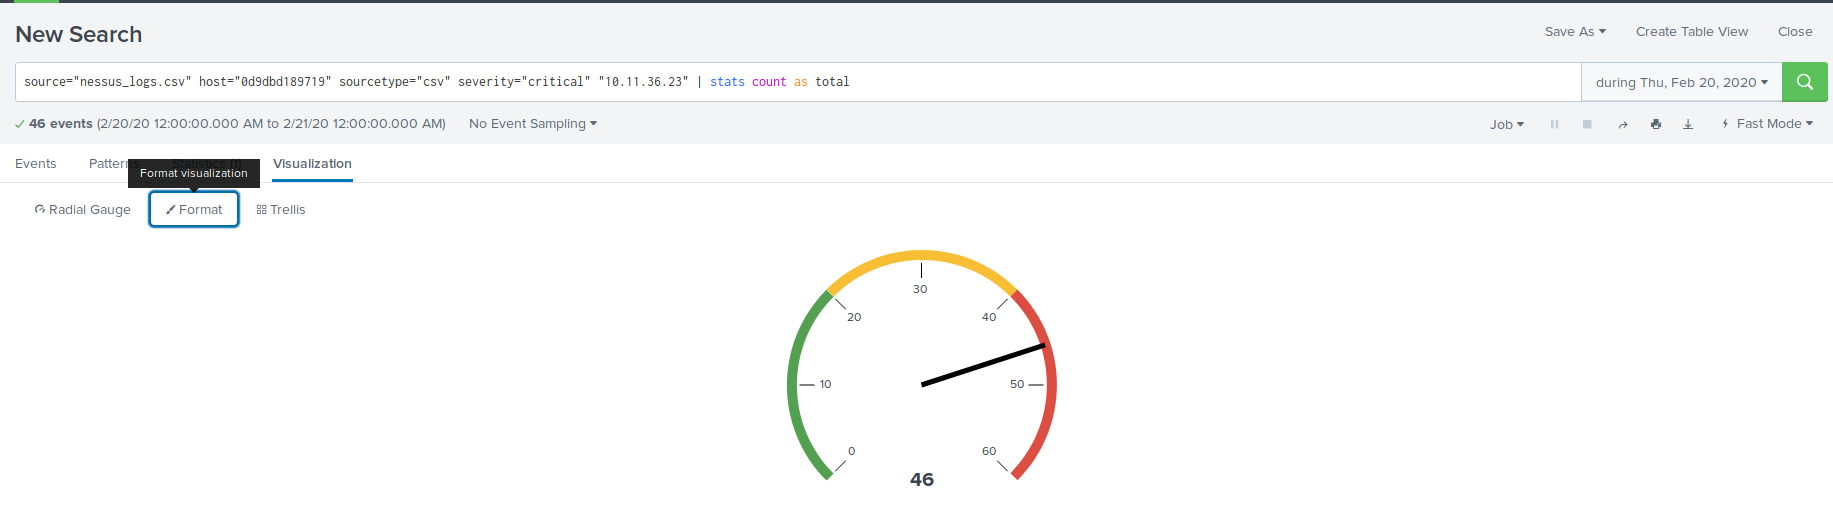 New Search
Save As ▾ Create Table View Close
source="nessus_logs.csv" host="0d9dbd189719" sourcetype="csv" severity="critical" "10.11.36.23" | stats count as total
during Thu, Feb 20, 2020 ▾
✓ 46 events (2/20/20 12:00:00.000 AM to 2/21/20 12:00:00.000 AM) No Event Sampling ▾
Job ▾ Fast Mode ▾
Events Patterns Statistics (1) Visualization
Format visualization
Radial Gauge Format Trellis
30
20 40
10 50
0 60
46